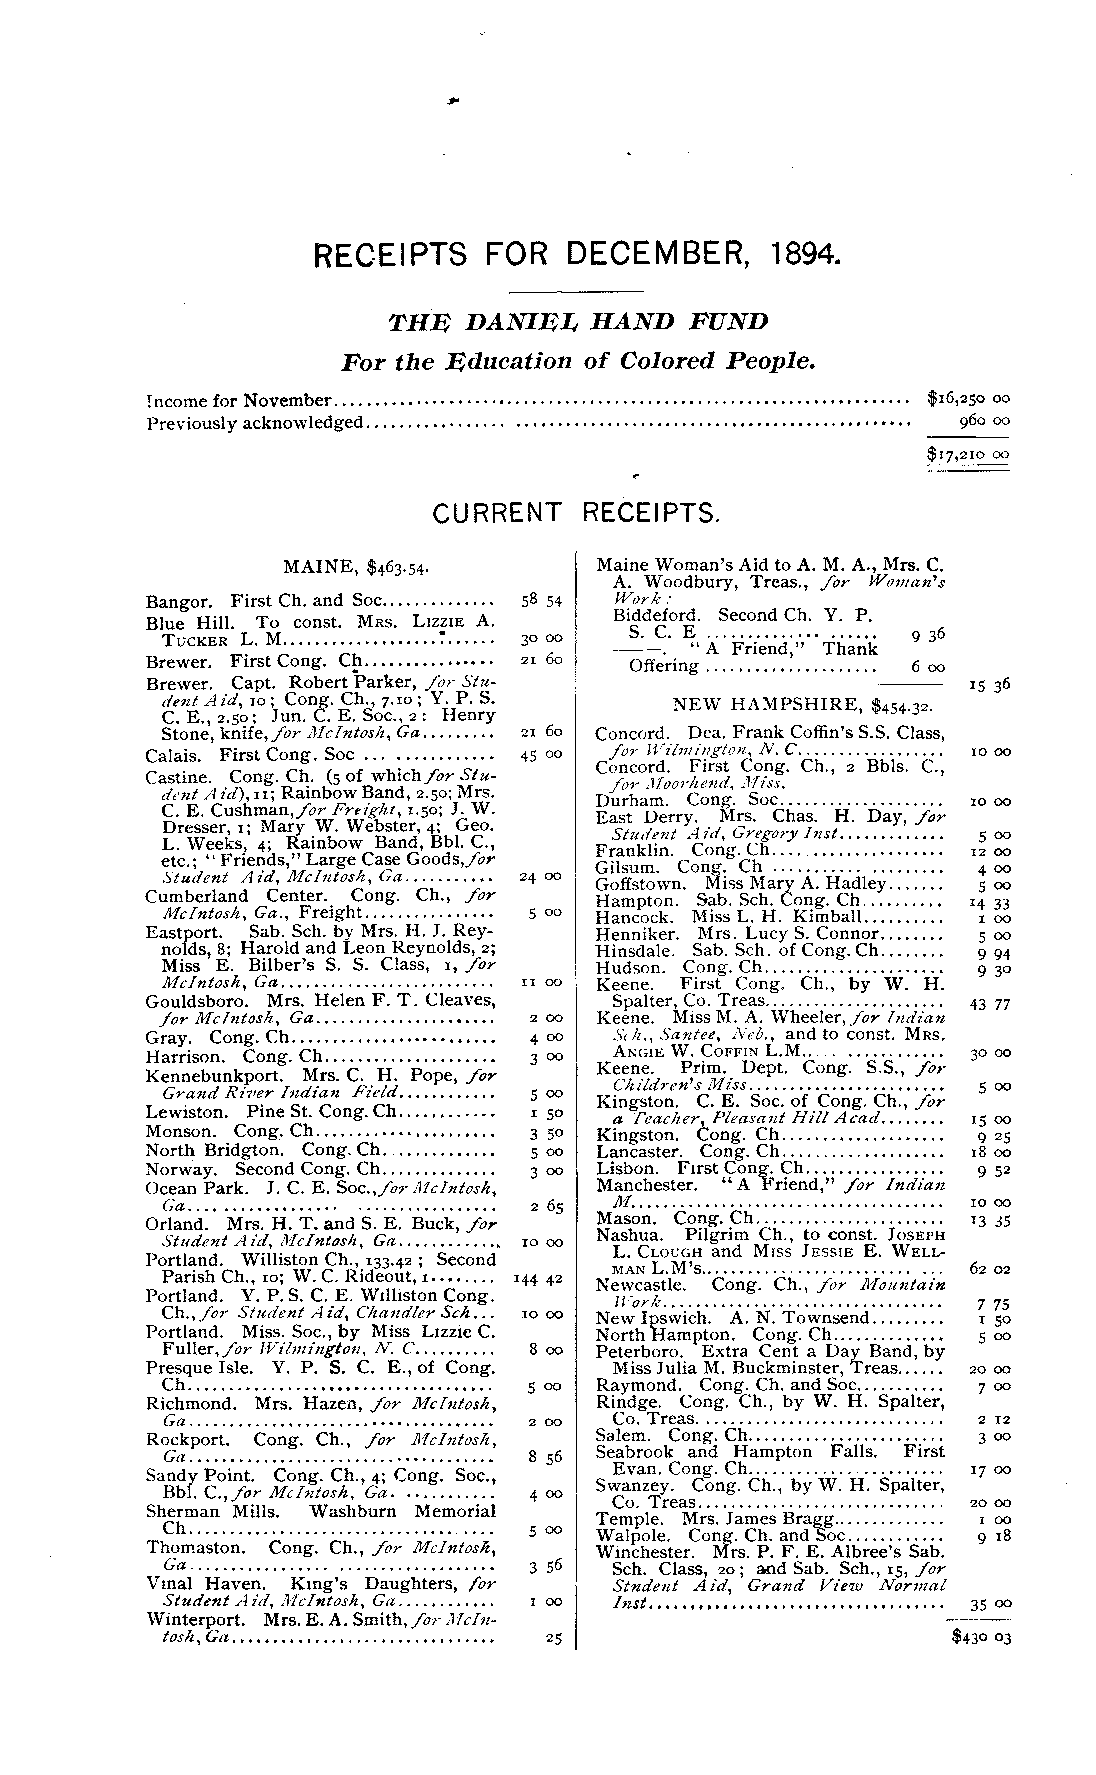 RECEIPTS FOR DECEMBER, 1894.
THE DANIEL HAND FUND
For the Education of Colored People.
Income for November.................................................................... $16,250 00
Previously acknowledged............................................................... 960 00
$17,210 00
CURRENT RECEIPTS.
MAINE, $463.54.
Bangor. First Ch. and Soc.............. 58 54
Blue Hill. To const. MRS. LIZZIE A.
TUCKER L. M.......................... 30 00
Brewer. First Cong. Ch................ 21 60
Brewer. Capt. Robert Parker, for Stu-
dent Aid, 10; Cong. Ch., 7.10; Y. P. S.
C. E., 2.50; Jun. C. E. Soc., 2: Henry
Stone, knife, for McIntosh, Ga......... 21 60
Calais. First Cong. Soc ................ 45 00
Castine. Cong. Ch. (5 of which for Stu-
dent Aid), 11; Rainbow Band, 2.50; Mrs.
C. E. Cushman, for Freight, 1.50; J. W.
Dresser, 1; Mary W. Webster, 4; Geo.
L. Weeks, 4; Rainbow Band, Bbl. C.,
etc.; "Friends," Large Case Goods, for
Student Aid, McIntosh, Ga........... 24 00
Cumberland Center. Cong. Ch., for
McIntosh, Ga., Freight................ 5 00
Eastport. Sab. Sch. by Mrs. H. J. Rey-
nolds, 8; Harold and Leon Reynolds, 2;
Miss E. Bilber's S. S. Class, 1, for
McIntosh, Ga.......................... 11 00
Gouldsboro. Mrs. Helen F. T. Cleaves,
for McIntosh, Ga...................... 2 00
Gray. Cong. Ch......................... 4 00
Harrison. Cong. Ch..................... 3 00
Kennebunkport. Mrs. C. H. Pope, for
Grand River Indian Field............ 5 00
Lewiston. Pine St. Cong. Ch............ 1 50
Monson. Cong. Ch...................... 3 50
North Bridgton. Cong. Ch.............. 5 00
Norway. Second Cong. Ch.............. 3 00
Ocean Park. J. C. E. Soc., for McIntosh,
Ga.................. ................. 2 65
Orland. Mrs. H. T. and S. E. Buck, for
Student Aid, McIntosh, Ga............. 10 00
Portland. Williston Ch., 133.42; Second
Parish Ch., 10; W. C. Rideout, 1........ 144 42
Portland. Y. P. S. C. E. Williston Cong.
Ch., for Student Aid, Chandler Sch... 10 00
Portland. Miss. Soc., by Miss Lizzie C.
Fuller, for Wilmington, N. C.......... 8 00
Presque Isle. Y. P. S. C. E., of Cong.
Ch..................................... 5 00
Richmond. Mrs. Hazen, for McIntosh,
Ga..................................... 2 00
Rockport. Cong. Ch., for McIntosh,
Ga..................................... 8 56
Sandy Point. Cong. Ch., 4; Cong. Soc.,
Bbl. C., for McIntosh, Ga. ........... 4 00
Sherman Mills. Washburn Memorial
Ch..................................... 5 00
Thomaston. Cong. Ch., for McIntosh,
Ga................. ................... 3 56
Vinal Haven. King's Daughters, for
Student Aid, McIntosh, Ga............ 1 00
Winterport. Mrs. E. A. Smith, for McIn-
tosh, Ga................................ 25
Maine Woman's Aid to A. M. A., Mrs. C.
A. Woodbury, Treas., for Woman's
Work:
Biddeford. Second Ch. Y. P.
S. C. E .................... 9 36
———. "A Friend," Thank
Offering ..................... 6 00
15 36
NEW HAMPSHIRE, $454.32.
Concord. Dea. Frank Coffin's S.S. Class,
for Wilmington, N. C.................. 10 00
Concord. First Cong. Ch., 2 Bbls. C.,
for Moorhend, Miss.
Durham. Cong. Soc.................... 10 00
East Derry. Mrs. Chas. H. Day, for
Student Aid, Gregory Inst............. 5 00
Franklin. Cong. Ch..................... 12 00
Gilsum. Cong. Ch ..................... 4 00
Goffstown. Miss Mary A. Hadley....... 5 00
Hampton. Sab. Sch. Cong. Ch.......... 14 33
Hancock. Miss L. H. Kimball.......... 1 00
Henniker. Mrs. Lucy S. Connor........ 5 00
Hinsdale. Sab. Sch. of Cong. Ch........ 9 94
Hudson. Cong. Ch...................... 9 30
Keene. First Cong. Ch., by W. H.
Spalter, Co. Treas...................... 43 77
Keene. Miss M. A. Wheeler, for Indian
Sch., Santee, Neb., and to const. MRS.
ANGIE W. COFFIN L.M.... ............ 30 00
Keene. Prim. Dept. Cong. S.S., for
Children's Miss........................ 5 00
Kingston. C. E. Soc. of Cong. Ch., for
a Teacher, Pleasant Hill Acad........ 15 00
Kingston. Cong. Ch.................... 9 25
Lancaster. Cong. Ch.................... 18 00
Lisbon. First Cong. Ch................. 9 52
Manchester. "A Friend," for Indian
M...................................... 10 00
Mason. Cong. Ch....................... 13 35
Nashua. Pilgrim Ch., to const. JOSEPH
L. CLOUGH and MISS JESSIE E. WELL-
MAN L.M's............................. 62 02
Newcastle. Cong. Ch., for Mountain
Work.................................. 7 75
New Ipswich. A. N. Townsend......... 1 50
North Hampton. Cong. Ch.............. 5 00
Peterboro. Extra Cent a Day Band, by
Miss Julia M. Buckminster, Treas...... 20 00
Raymond. Cong. Ch. and Soc........... 7 00
Rindge. Cong. Ch., by W. H. Spalter,
Co. Treas.............................. 2 12
Salem. Cong. Ch........................ 3 00
Seabrook and Hampton Falls. First
Evan. Cong. Ch........................ 17 00
Swanzey. Cong. Ch., by W. H. Spalter,
Co. Treas.............................. 20 00
Temple. Mrs. James Bragg............. 1 00
Walpole. Cong. Ch. and Soc............ 9 18
Winchester. Mrs. P. F. E. Albree's Sab.
Sch. Class, 20; and Sab. Sch., 15, for
Stndent Aid, Grand View Normal
Inst.................................... 35 00
$430 03